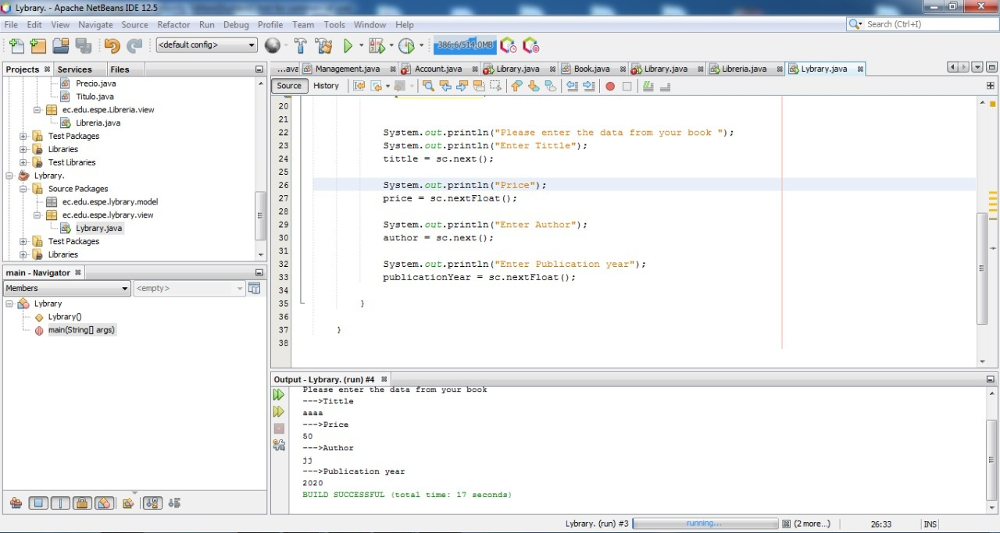 Lybrary. - Apache NetBeans IDE 12.5
File Edit View Navigate Source Refactor Run Debug Profile Team Tools Window Help
Search (Ctrl+I)
<default config>
386,6/514,0MB
Projects Services Files
...ava Management.java Account.java Library.java Book.java Library.java Libreria.java Lybrary.java
Source History
Precio.java
Titulo.java
ec.edu.espe.Libreria.view
Libreria.java
Test Packages
Libraries
Test Libraries
Lybrary.
Source Packages
ec.edu.espe.lybrary.model
ec.edu.espe.lybrary.view
Lybrary.java
Test Packages
Libraries
main - Navigator
Members
<empty>
Lybrary
Lybrary()
main(String[] args)
20
21
22 System.out.println("Please enter the data from your book ");
23 System.out.println("Enter Tittle");
24 tittle = sc.next();
25
26 System.out.println("Price");
27 price = sc.nextFloat();
28
29 System.out.println("Enter Author");
30 author = sc.next();
31
32 System.out.println("Enter Publication year");
33 publicationYear = sc.nextFloat();
34
35 }
36
37 }
38
Output - Lybrary. (run) #4
Please enter the data from your book
--->Tittle
aaaa
--->Price
50
--->Author
jj
--->Publication year
2020
BUILD SUCCESSFUL (total time: 17 seconds)
Lybrary. (run) #3 running... (2 more...) 26:33 INS